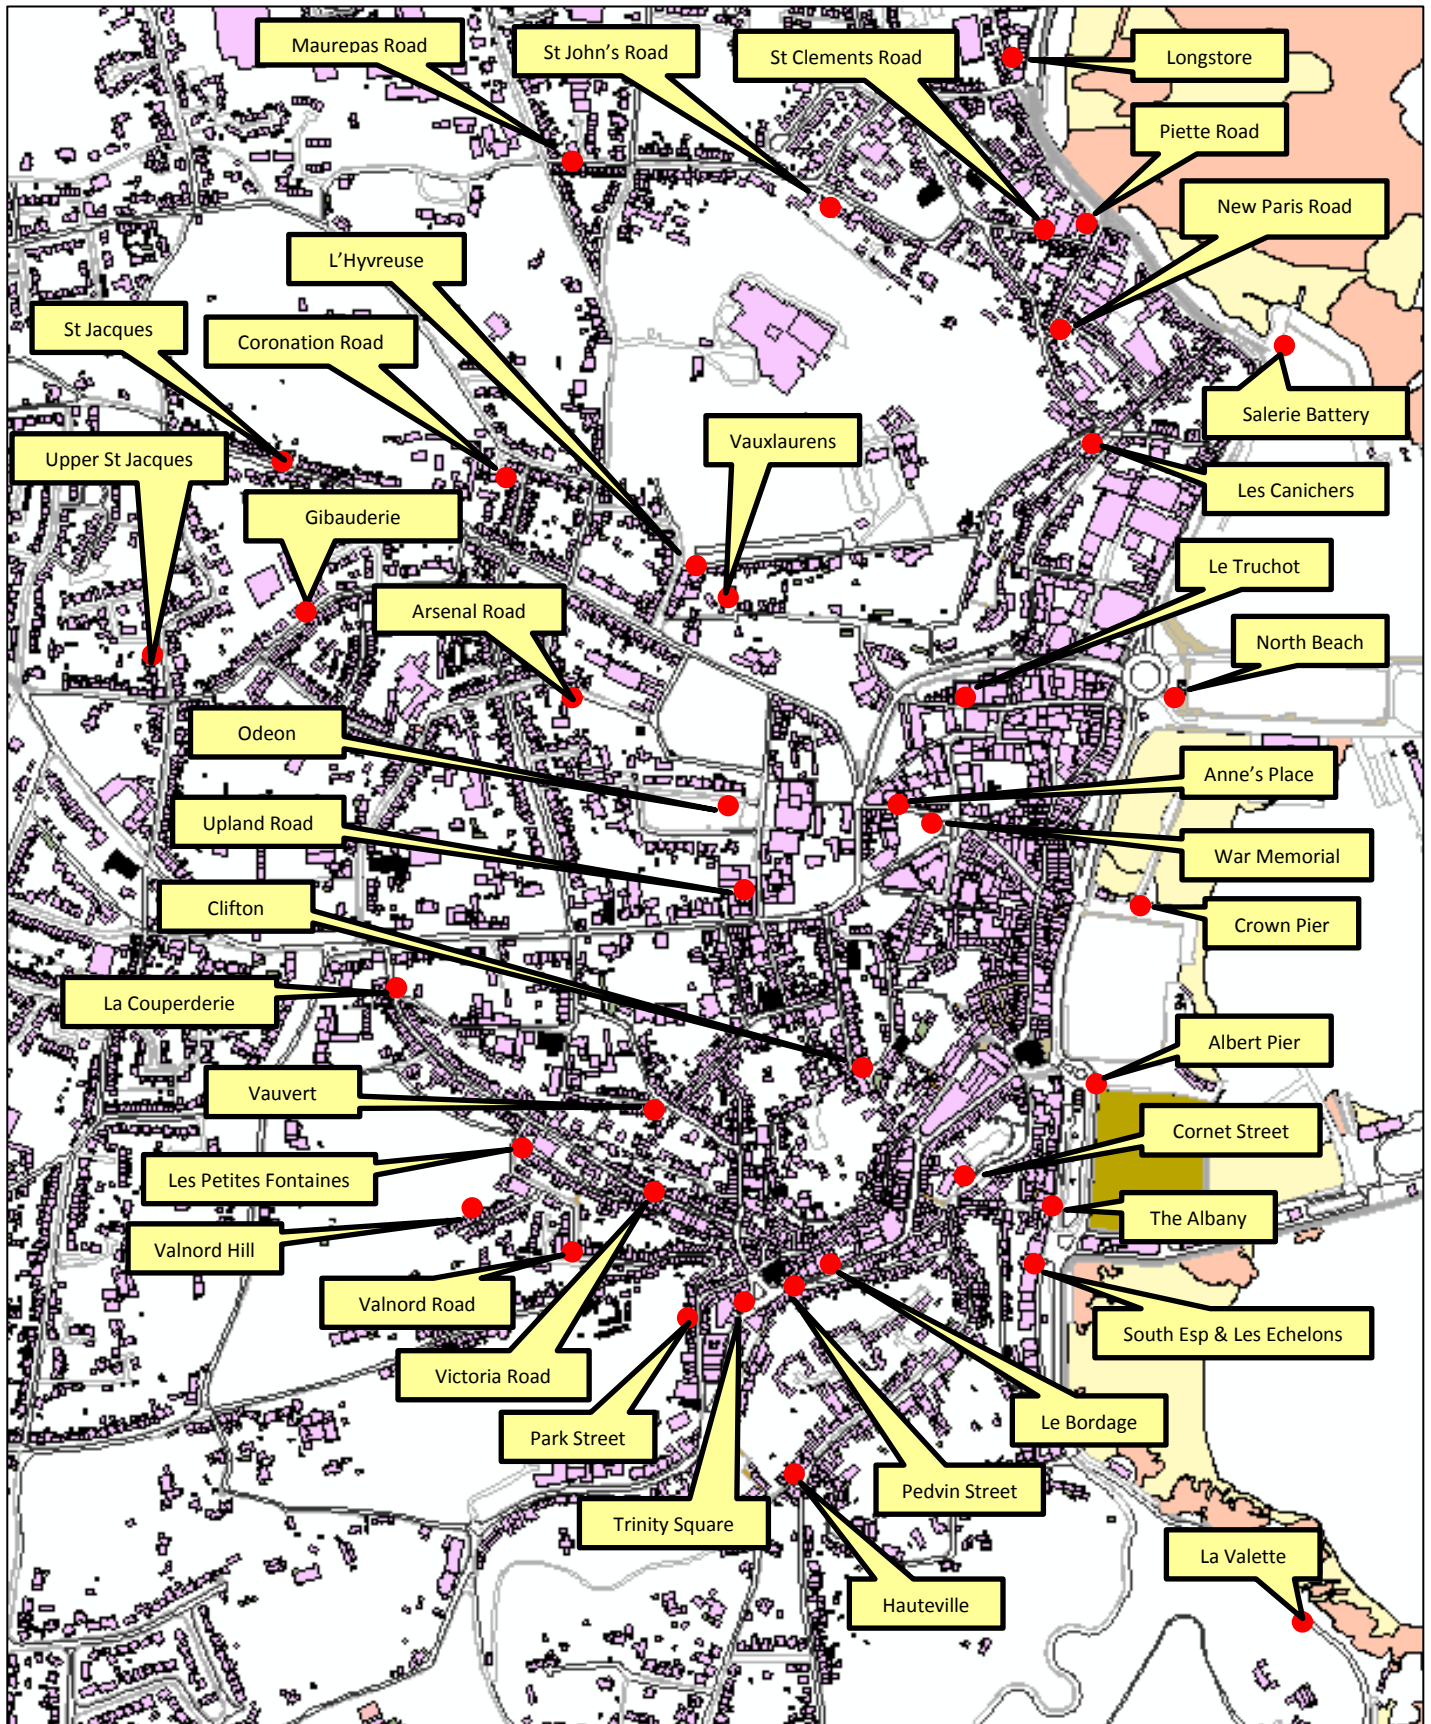 Maurepas Road
St John's Road
St Clements Road
Longstore
Piette Road
New Paris Road
L'Hyvreuse
St Jacques
Coronation Road
Salerie Battery
Upper St Jacques
Vauxlaurens
Les Canichers
Gibauderie
Le Truchot
Arsenal Road
North Beach
Odeon
Anne's Place
Upland Road
War Memorial
Clifton
Crown Pier
La Couperderie
Albert Pier
Vauvert
Cornet Street
Les Petites Fontaines
The Albany
Valnord Hill
Valnord Road
South Esp & Les Echelons
Victoria Road
Le Bordage
Park Street
Pedvin Street
Trinity Square
La Valette
Hauteville